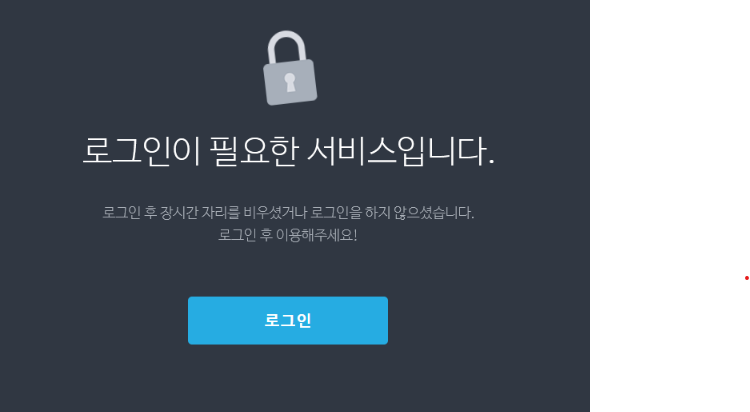 로그인이 필요한 서비스입니다.
로그인 후 장시간 자리를 비우셨거나 로그인을 하지 않으셨습니다.
로그인 후 이용해주세요!
로그인